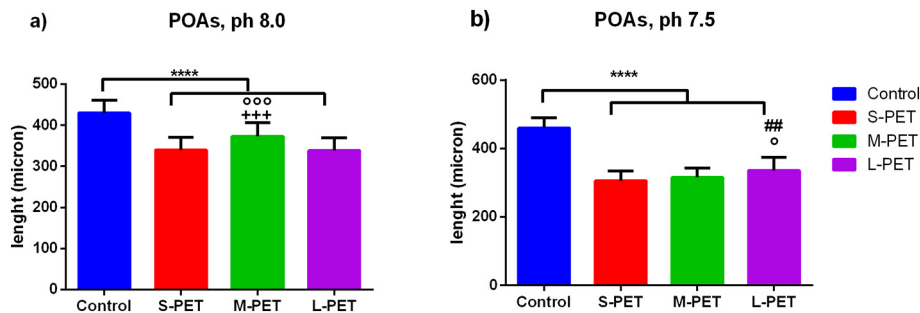 a)
POAs, ph 8.0
****
°°°
+++
500
400
300
200
100
0
lenght (micron)
Control S-PET M-PET L-PET
b)
POAs, ph 7.5
****
##
°
600
400
200
0
lenght (micron)
Control S-PET M-PET L-PET
Control
S-PET
M-PET
L-PET